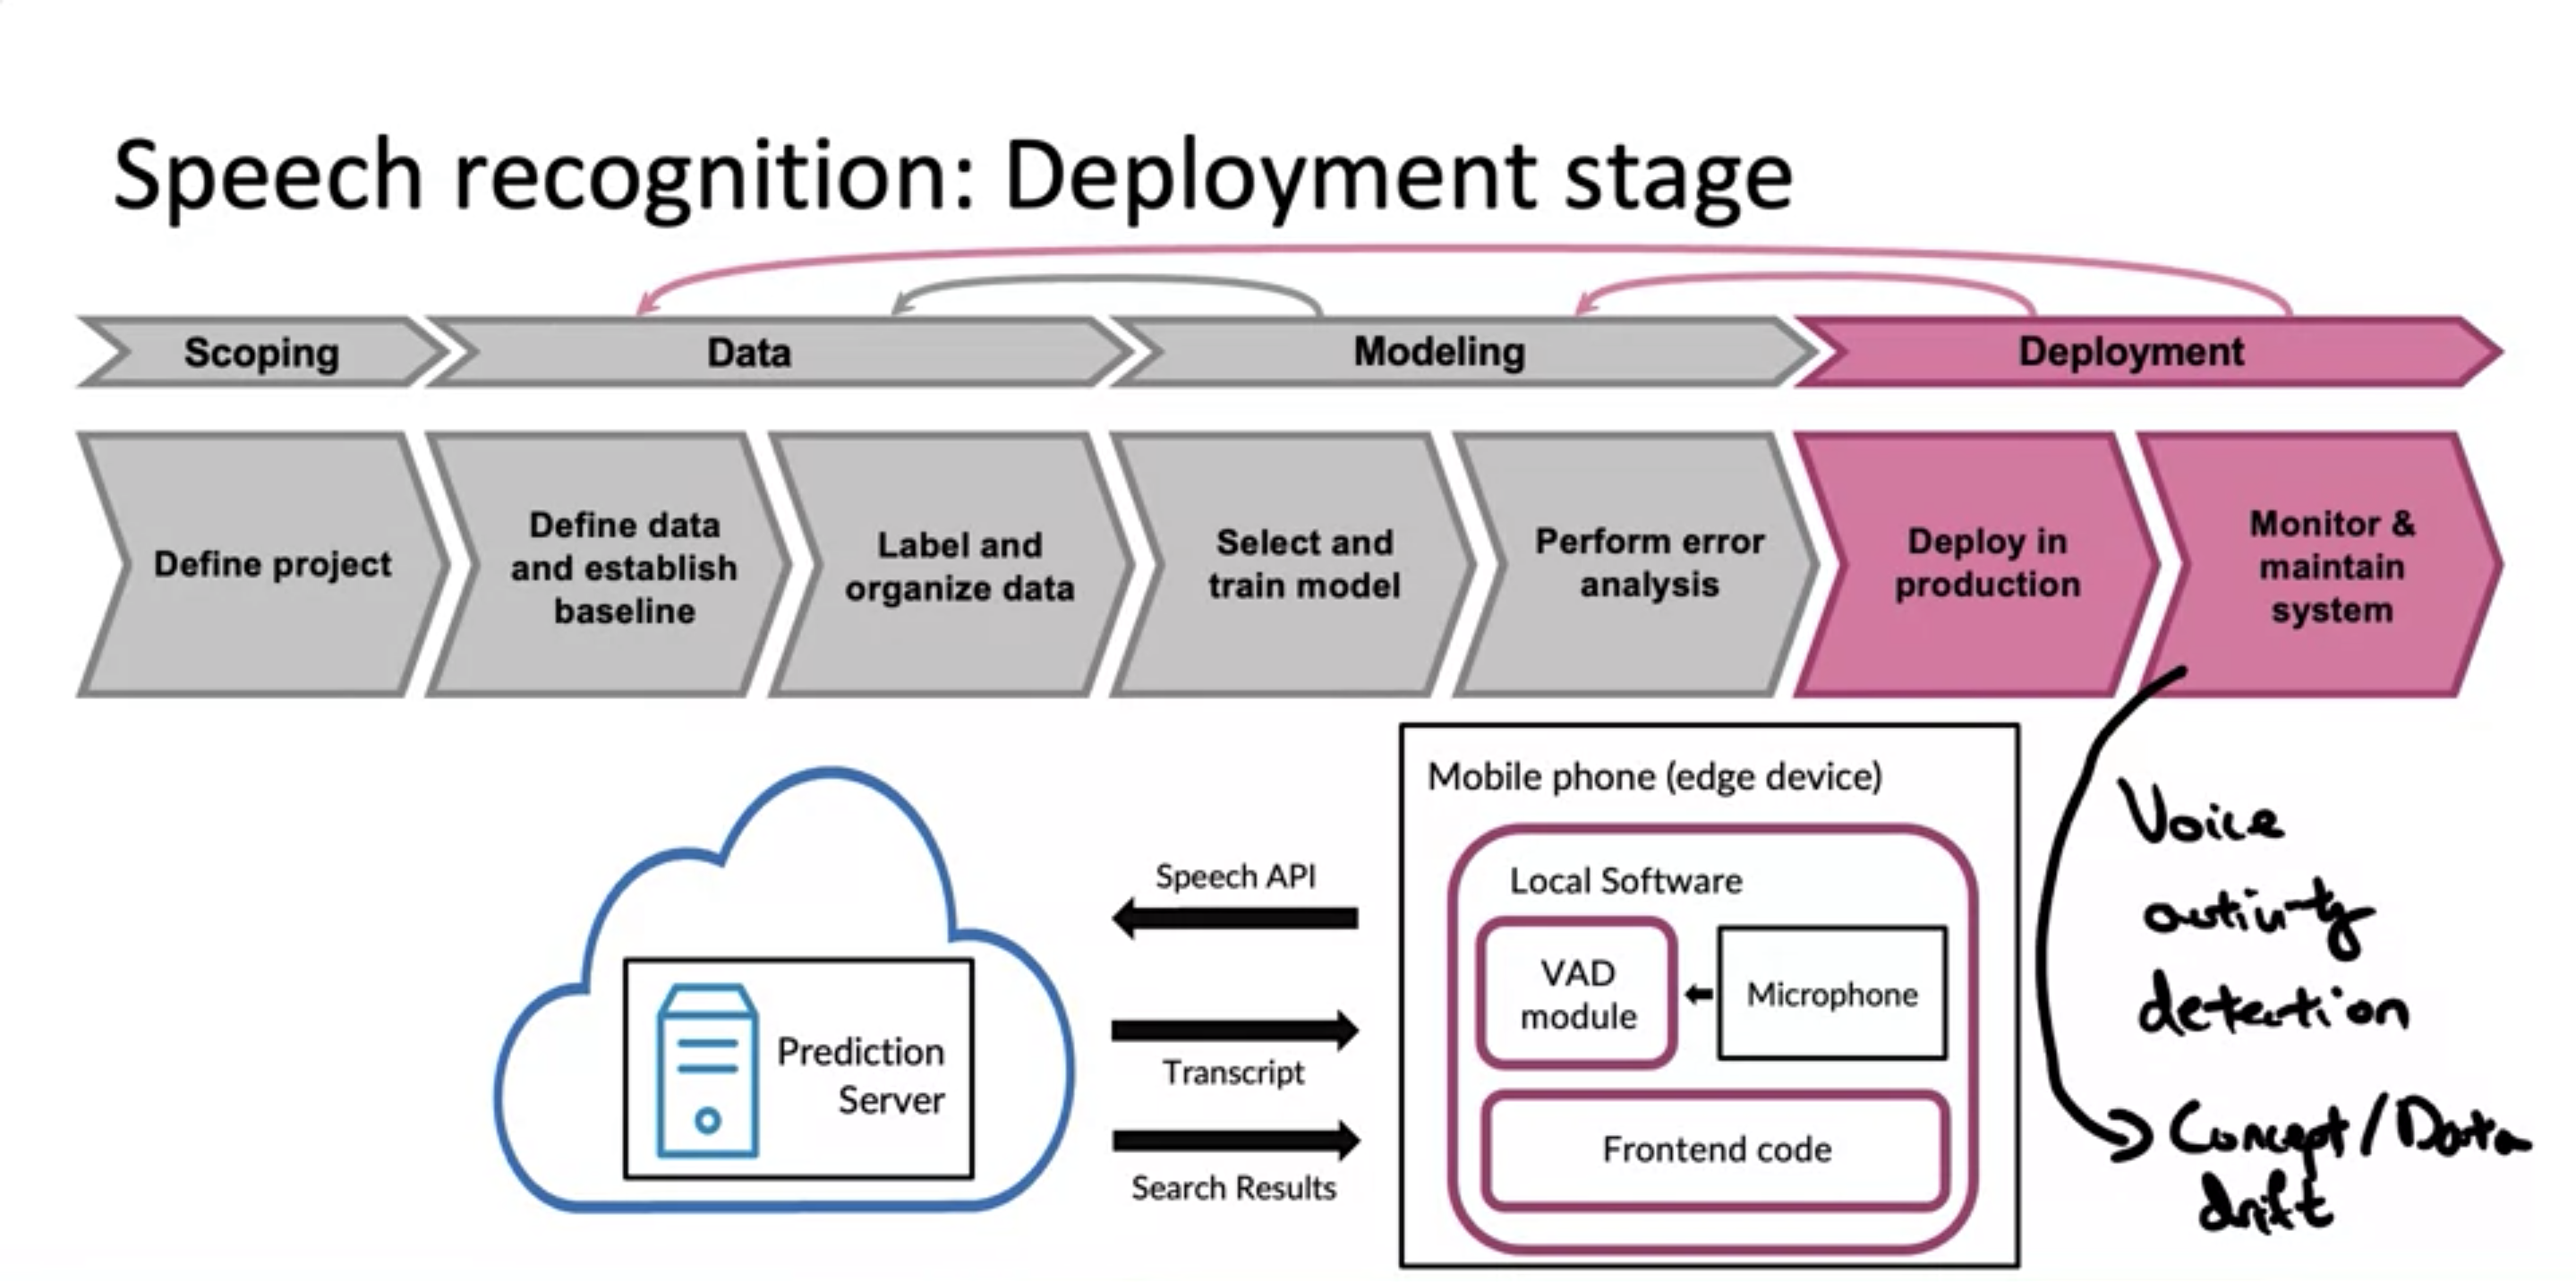 Speech recognition: Deployment stage
Scoping
Data
Modeling
Deployment
Define project
Define data
and establish
baseline
Label and
organize data
Select and
train model
Perform error
analysis
Deploy in
production
Monitor &
maintain
system
Prediction
Server
Speech API
Transcript
Search Results
Mobile phone (edge device)
Local Software
VAD
module
Microphone
Frontend code
Voice
activity
detection
Concept/Data
drift